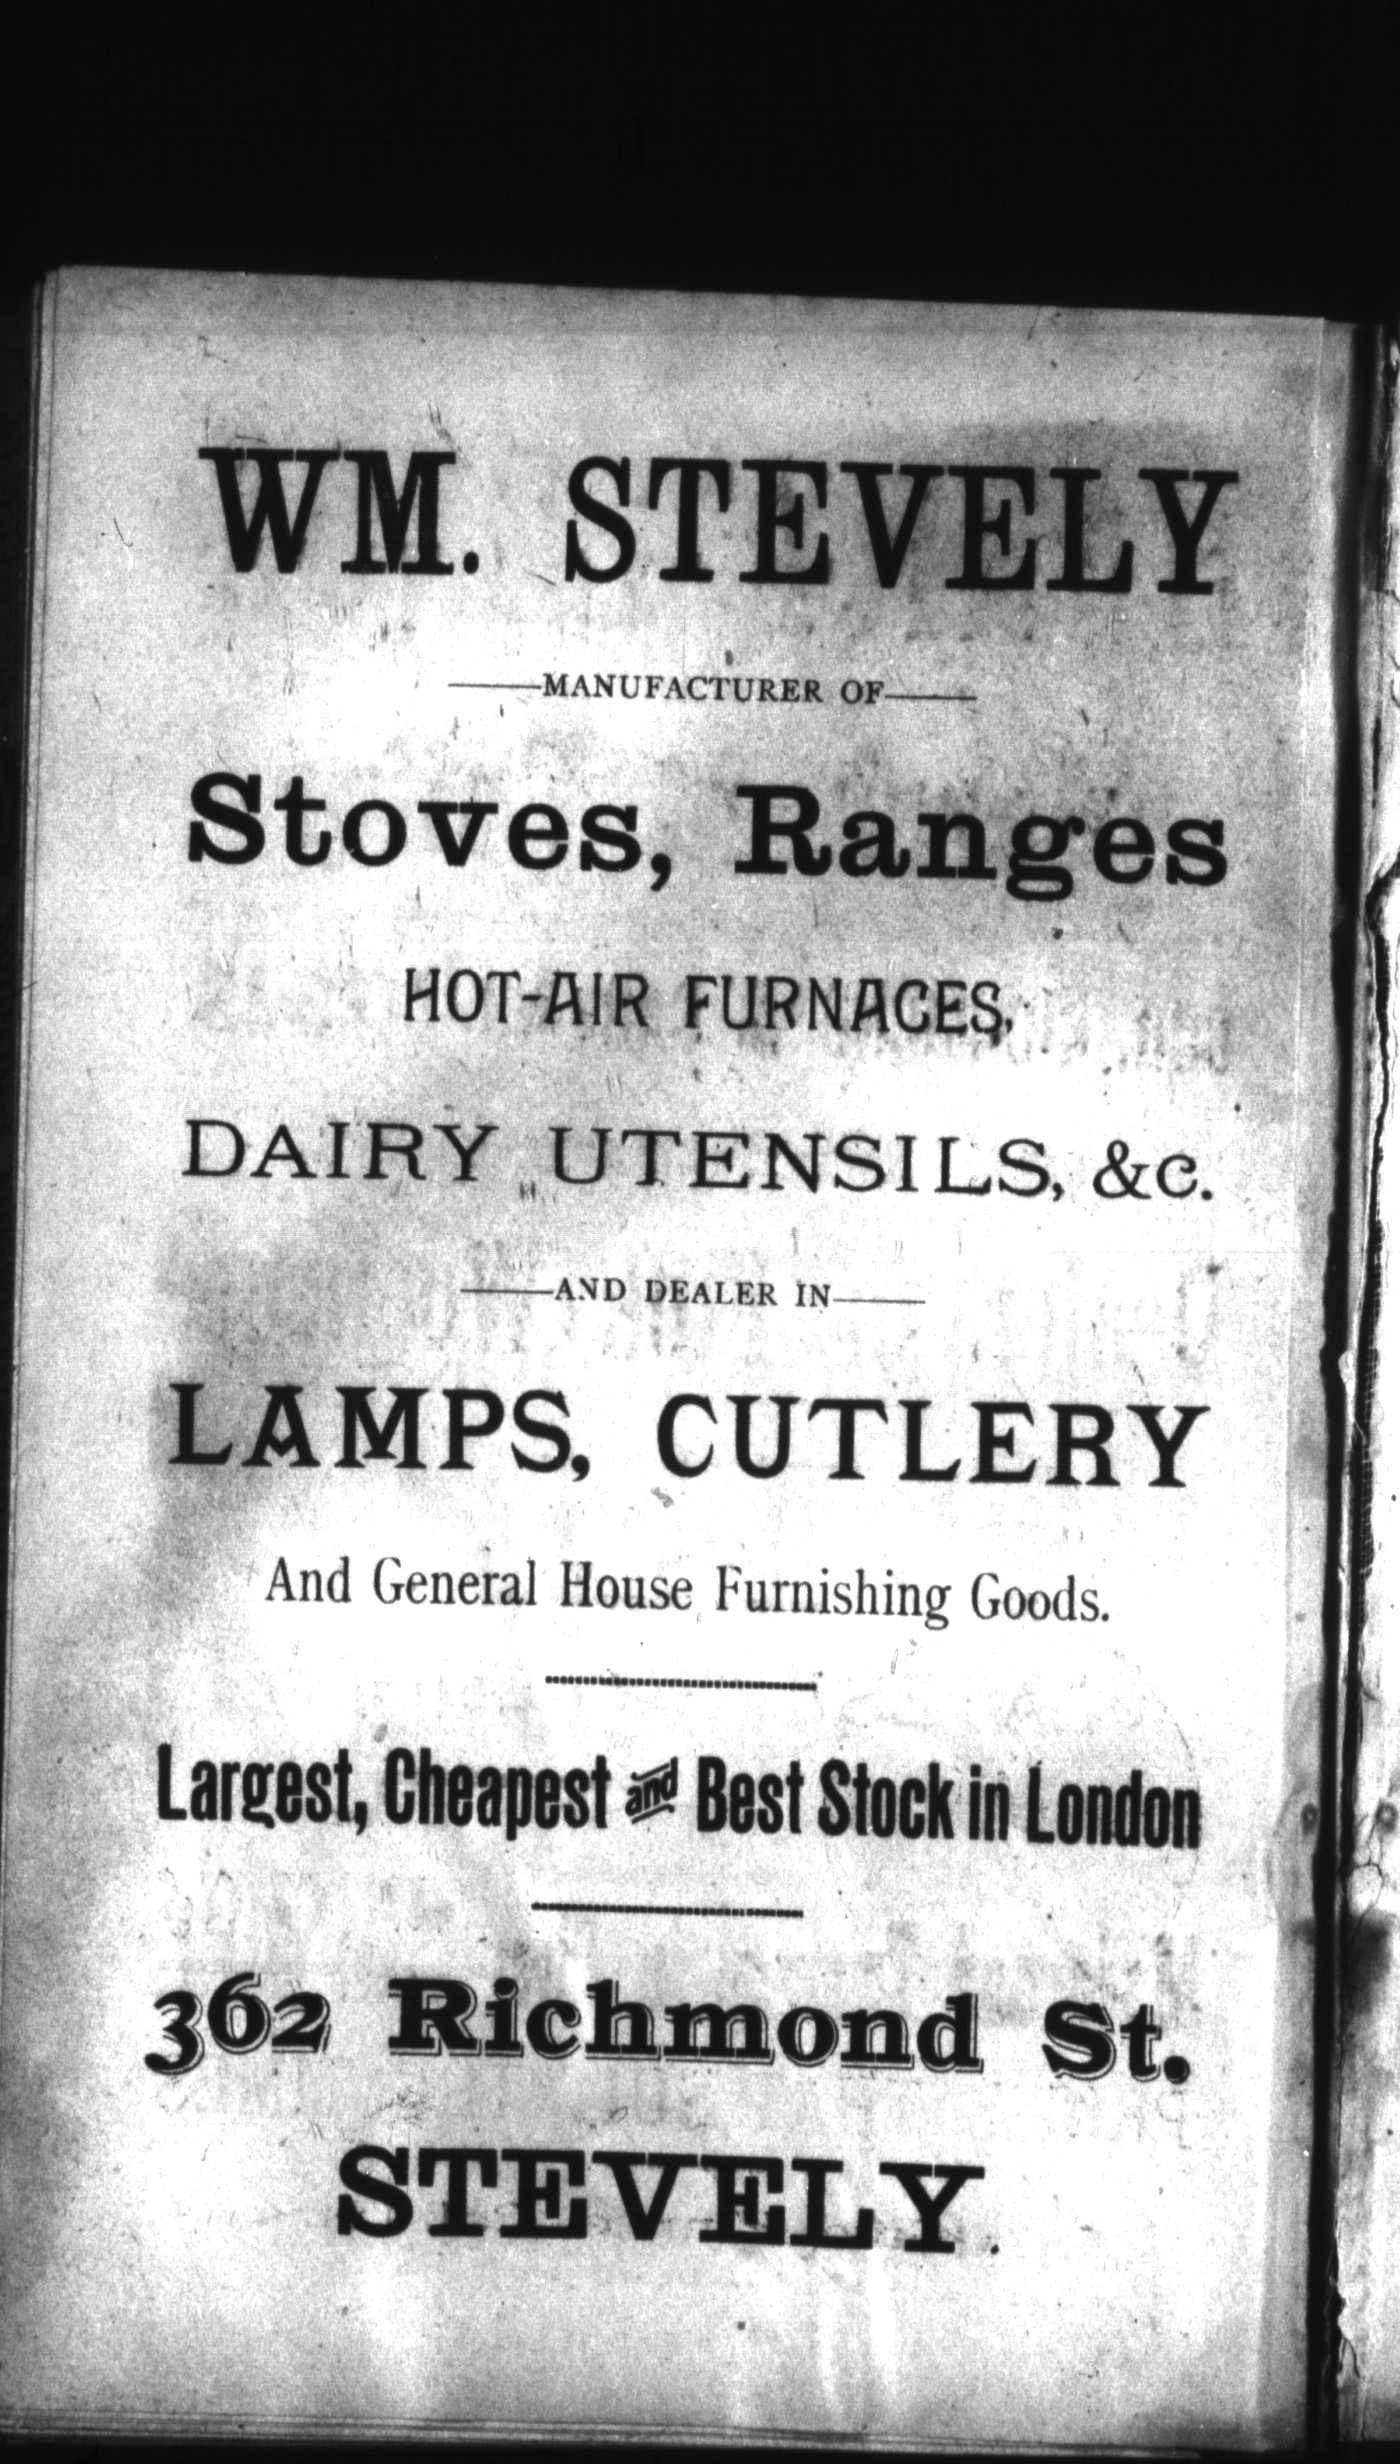 WM. STEVELY
——MANUFACTURER OF——
Stoves, Ranges
HOT-AIR FURNACES,
DAIRY UTENSILS, &c.
——AND DEALER IN——
LAMPS, CUTLERY
And General House Furnishing Goods.
Largest, Cheapest and Best Stock in London
362 Richmond St.
STEVELY.